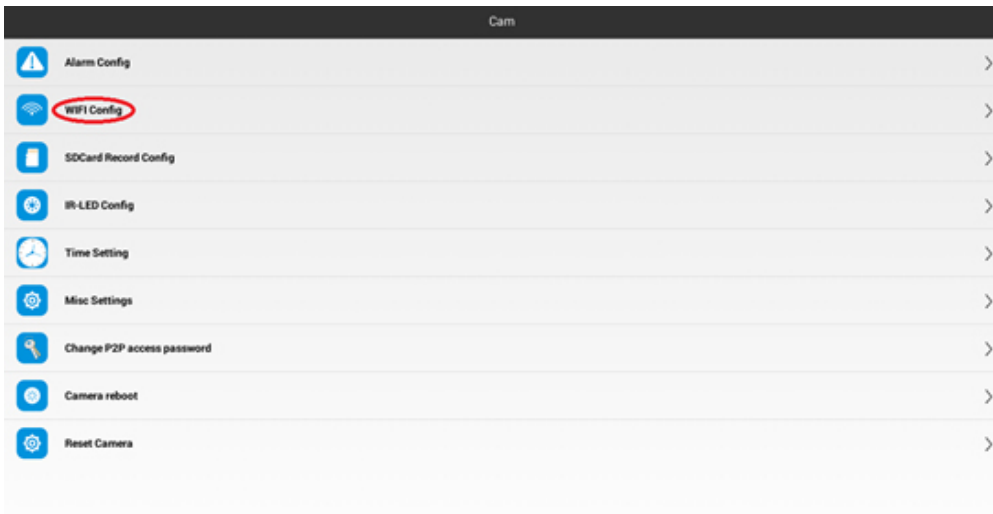 Cam
Alarm Config
WIFI Config
SDCard Record Config
IR-LED Config
Time Setting
Misc Settings
Change P2P access password
Camera reboot
Reset Camera